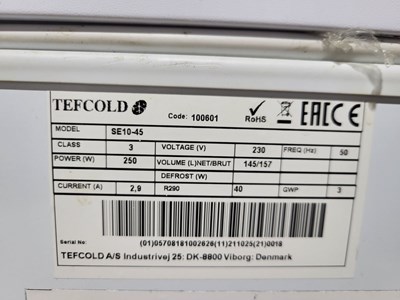 TEFCOLD Code: 100601 RoHS EAC CE
MODEL SE10-45
CLASS 3 VOLTAGE (V) 230 FREQ (Hz) 50
POWER (W) 250 VOLUME (L)NET/BRUT 145/157
DEFROST (W)
CURRENT (A) 2,9 R290 40 GWP 3
(01)05708181002626(11)211025(21)0018
Serial No:
TEFCOLD A/S Industrivej 25: DK-8800 Viborg: Denmark